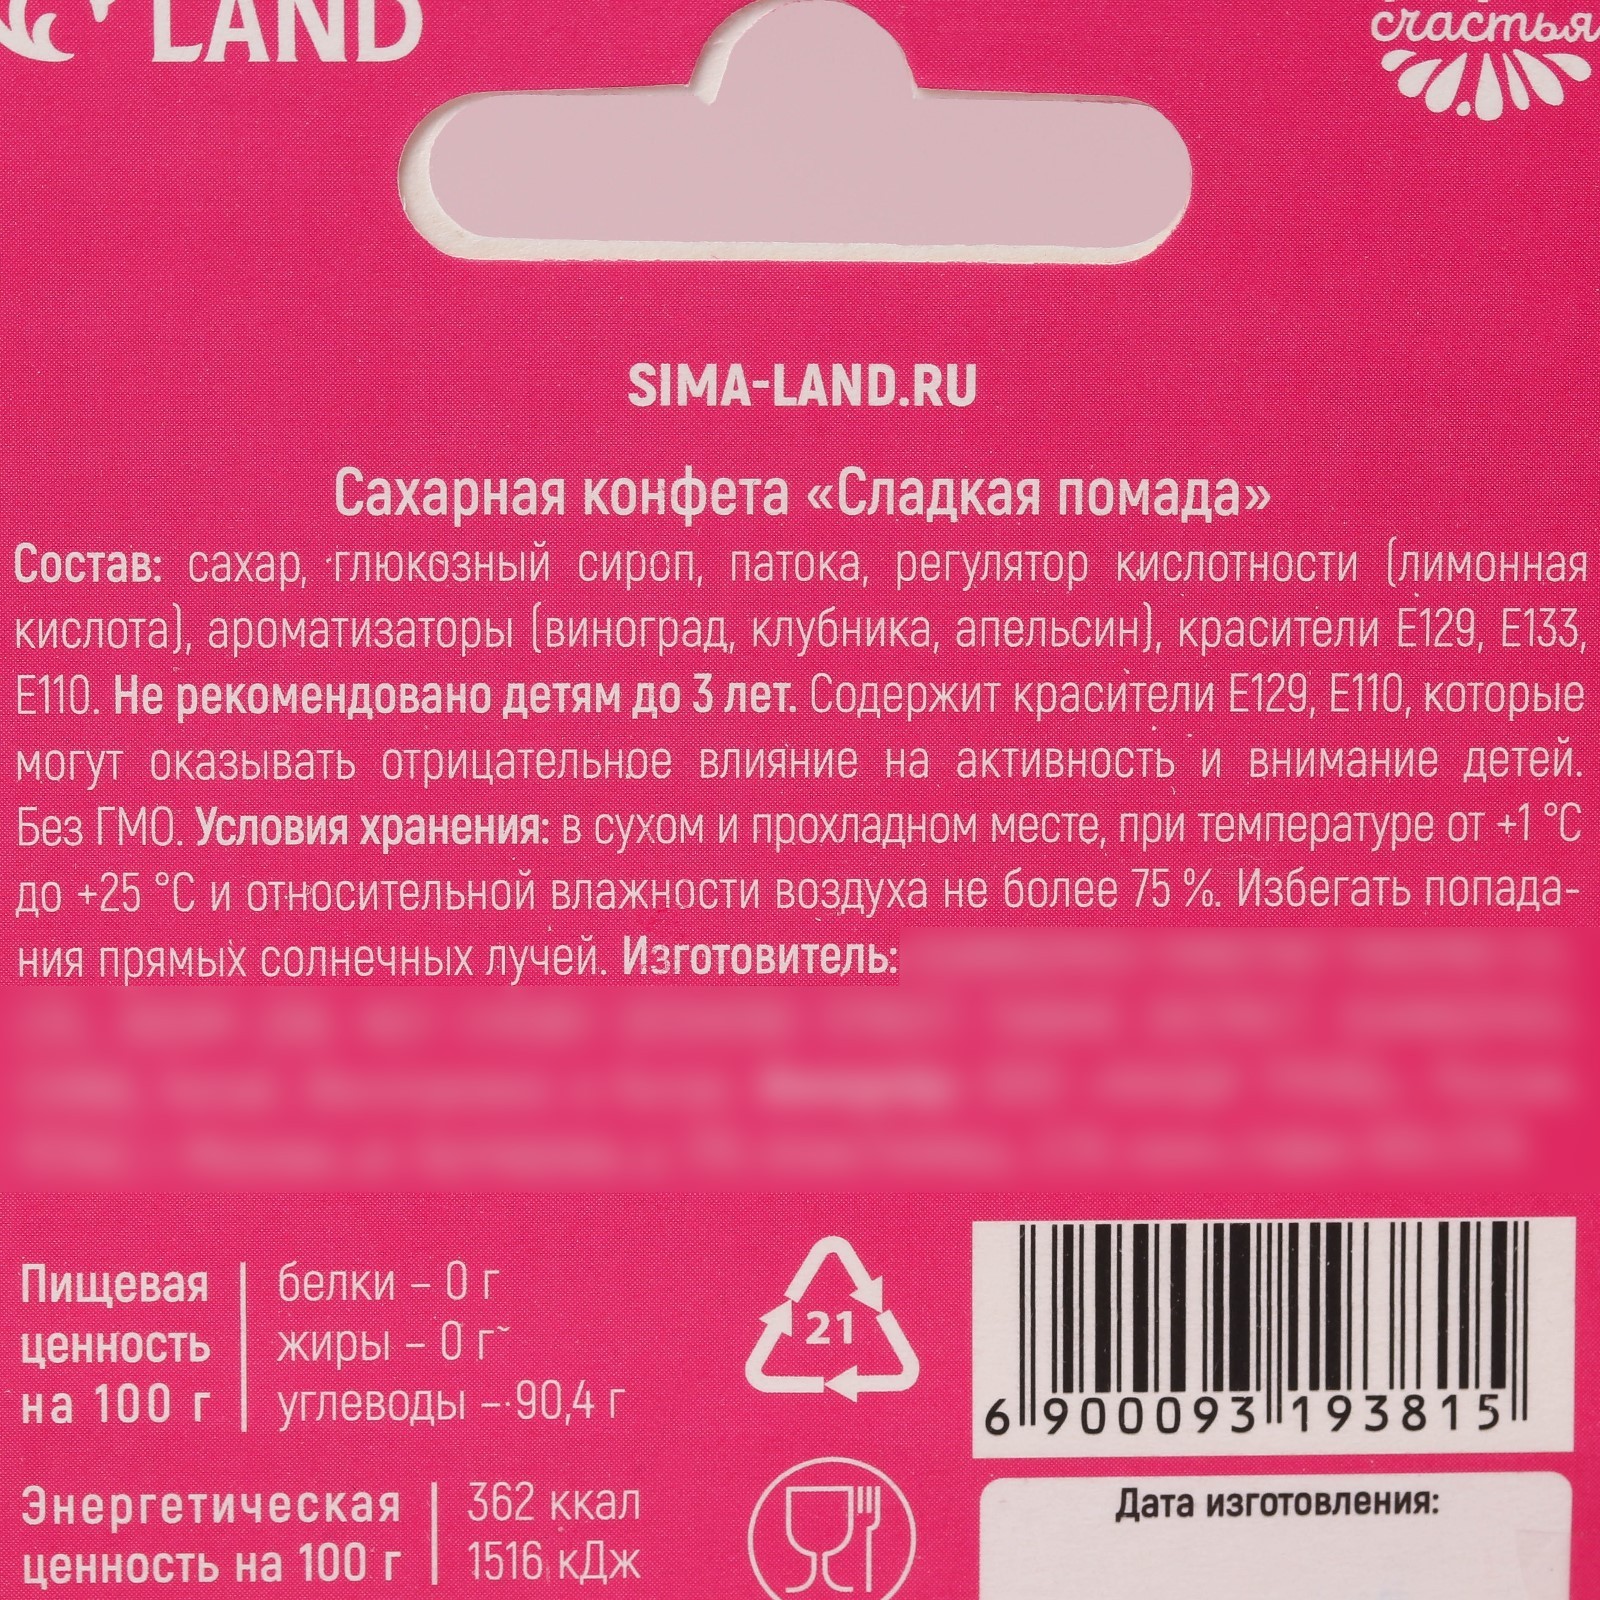 LAND
счастья
SIMA-LAND.RU
Сахарная конфета «Сладкая помада»
Состав: сахар, глюкозный сироп, патока, регулятор кислотности (лимонная
кислота), ароматизаторы (виноград, клубника, апельсин), красители Е129, Е133,
Е110. Не рекомендовано детям до 3 лет. Содержит красители Е129, Е110, которые
могут оказывать отрицательное влияние на активность и внимание детей.
Без ГМО. Условия хранения: в сухом и прохладном месте, при температуре от +1 °С
до +25 °С и относительной влажности воздуха не более 75 %. Избегать попада-
ния прямых солнечных лучей. Изготовитель:
Пищевая
ценность
на 100 г
белки – 0 г
жиры – 0 г
углеводы – 90,4 г
21
6 900093 193815
Энергетическая
ценность на 100 г
362 ккал
1516 кДж
Дата изготовления: